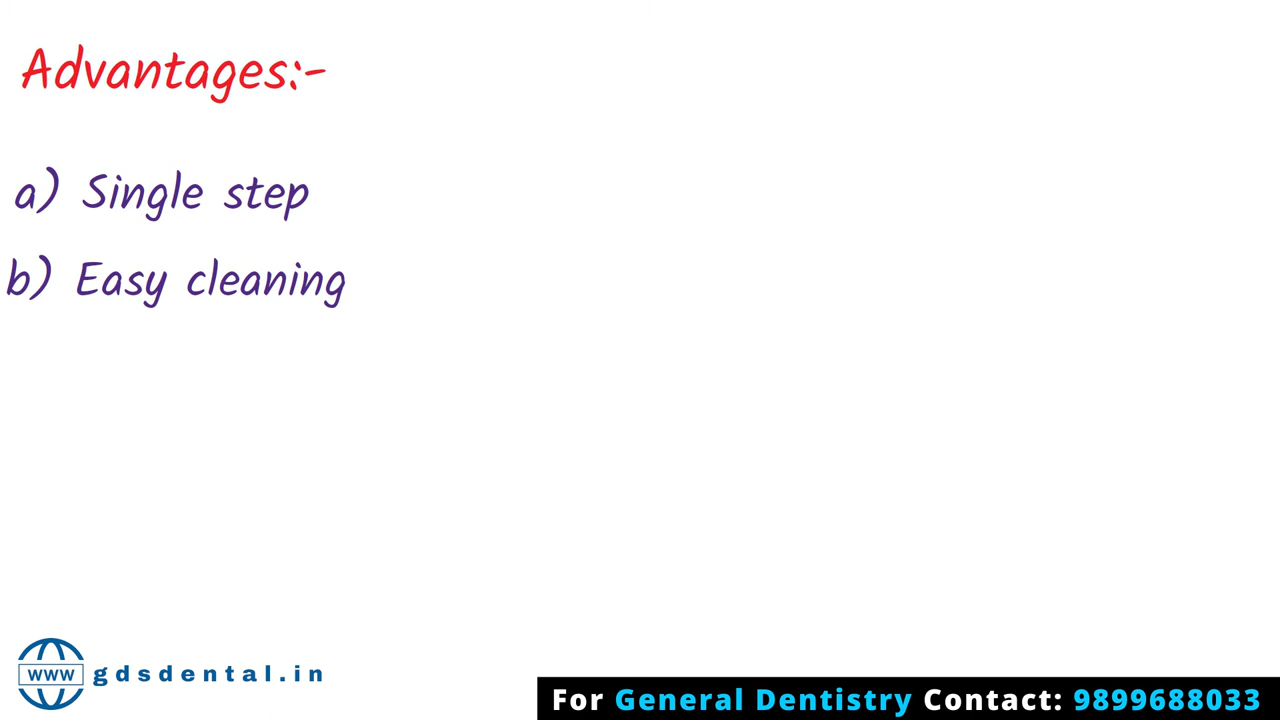 Advantages:-
a) Single step
b) Easy cleaning
www gdsdental.in
For General Dentistry Contact: 9899688033